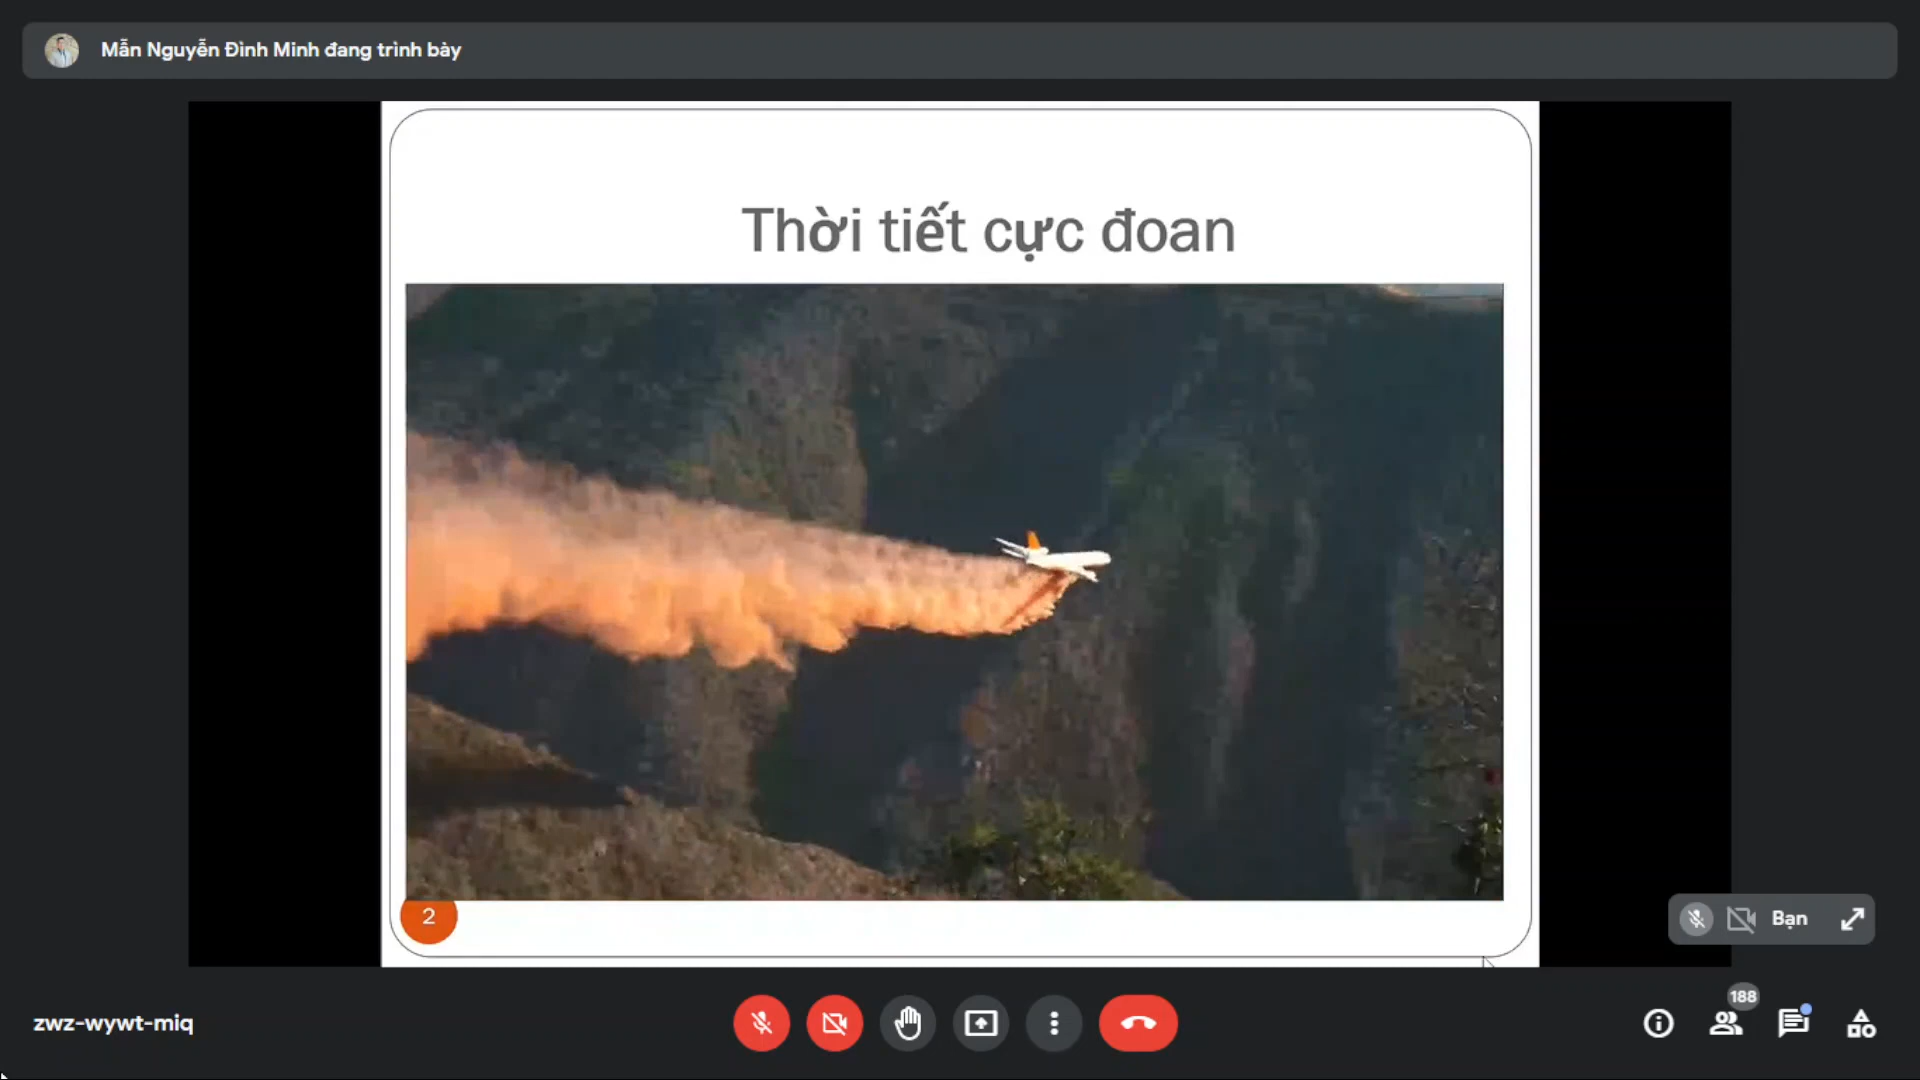 Mẫn Nguyễn Đình Minh đang trình bày
Thời tiết cực đoan
2
Bạn
188
zwz-wywt-miq